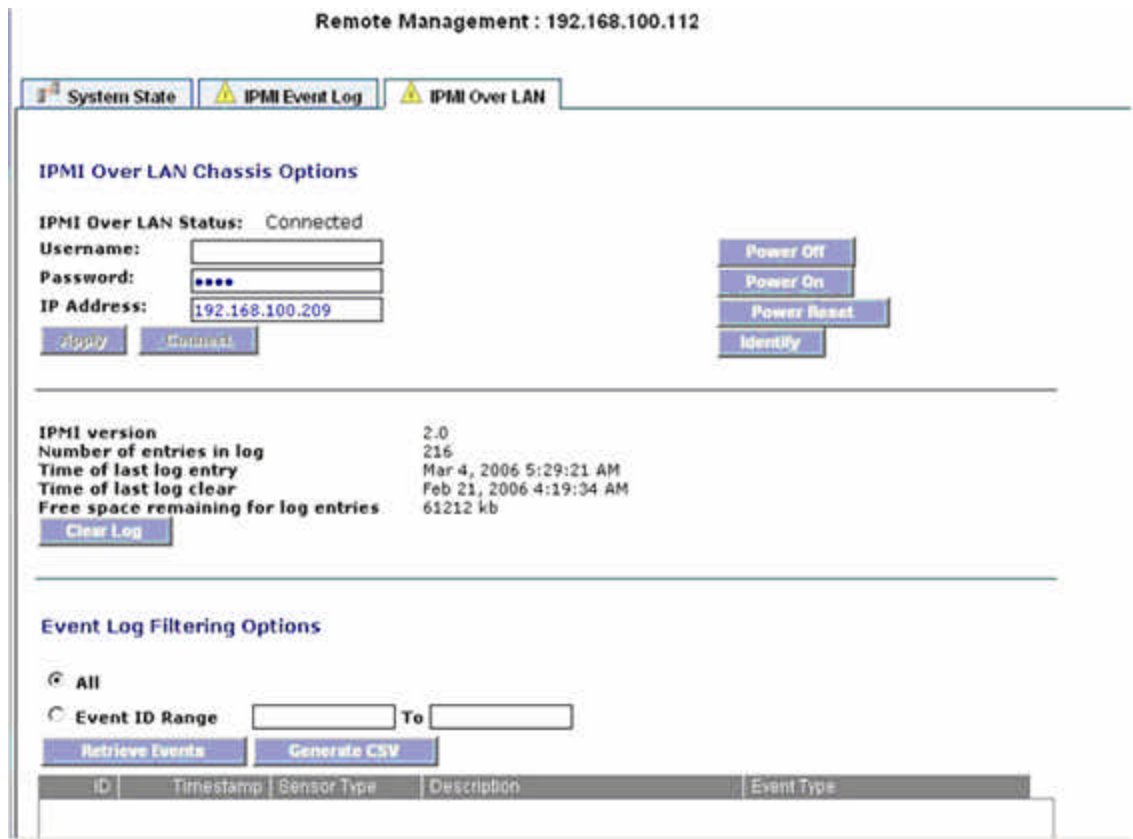 Remote Management : 192.168.100.112
System State IPMI Event Log IPMI Over LAN
IPMI Over LAN Chassis Options
IPMI Over LAN Status: Connected
Username:
Power Off
Password: ●●●●
Power On
IP Address: 192.168.100.209
Power Reset
Apply Connect
Identify
IPMI version 2.0
Number of entries in log 216
Time of last log entry Mar 4, 2006 5:29:21 AM
Time of last log clear Feb 21, 2006 4:19:34 AM
Free space remaining for log entries 61212 kb
Clear Log
Event Log Filtering Options
All
Event ID Range To
Retrieve Events Generate CSV
ID Timestamp Sensor Type Description Event Type